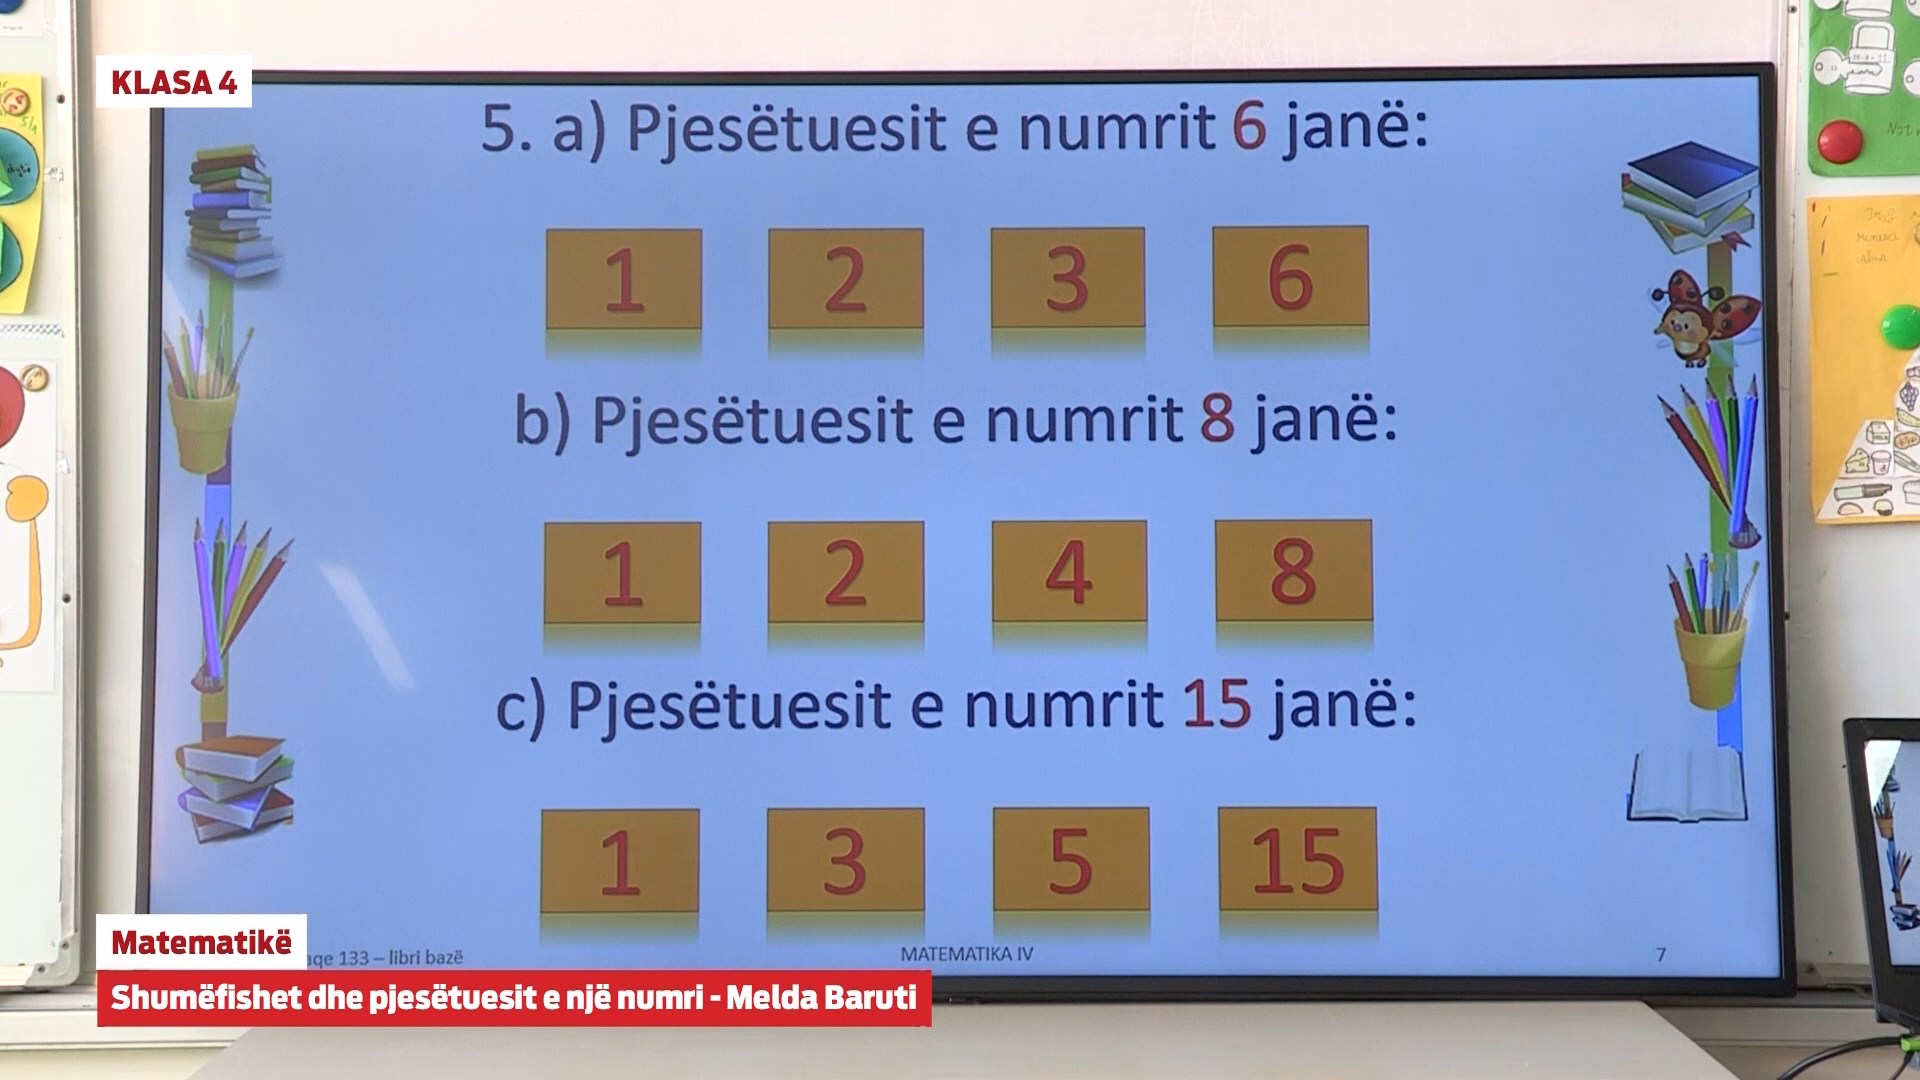 KLASA 4
5. a) Pjesëtuesit e numrit 6 janë:
1 2 3 6
b) Pjesëtuesit e numrit 8 janë:
1 2 4 8
c) Pjesëtuesit e numrit 15 janë:
1 3 5 15
133 – libri bazë
MATEMATIKA IV
7
Matematikë
Shumëfishet dhe pjesëtuesit e një numri - Melda Baruti